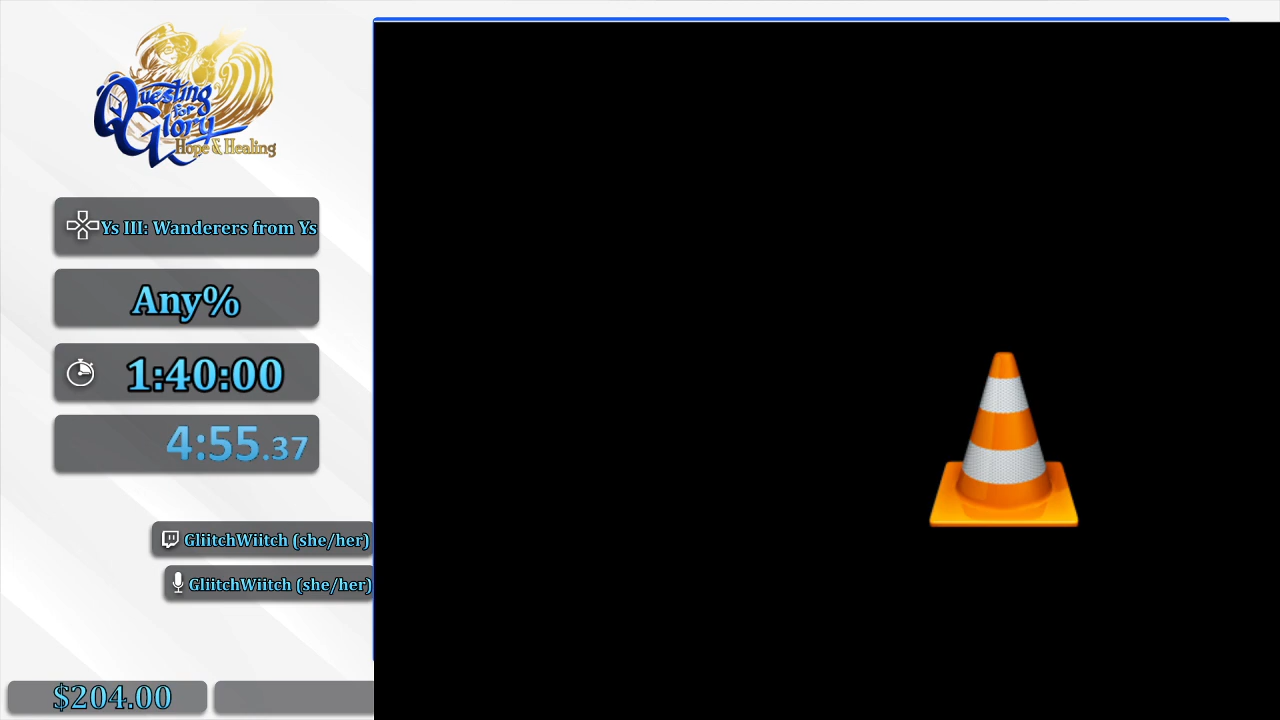 Questing
for
Glory
Hope & Healing
Ys III: Wanderers from Ys
Any%
1:40:00
4:55.37
GliitchWiitch (she/her)
GliitchWiitch (she/her)
$204.00